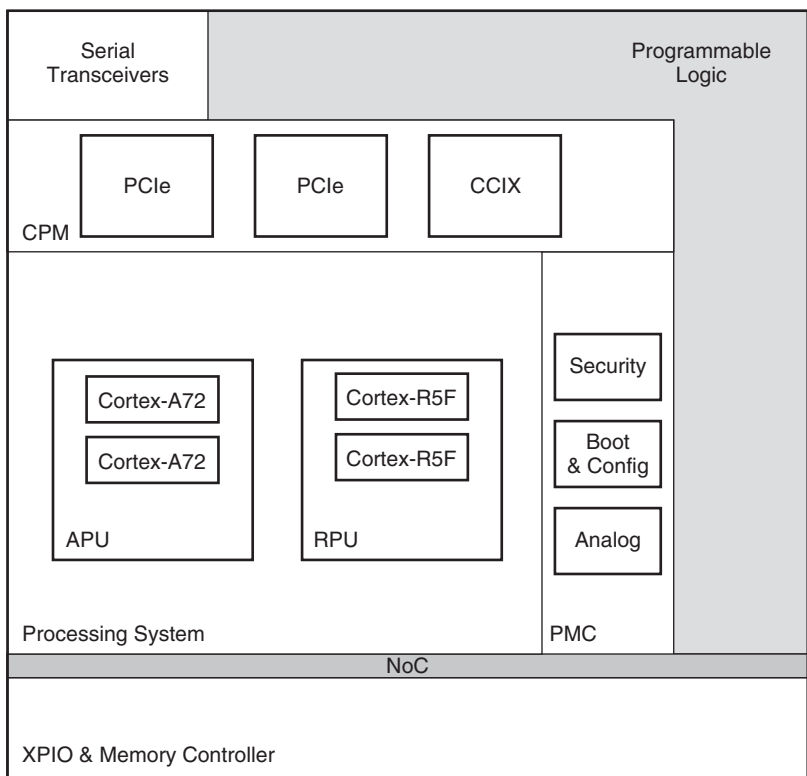 Serial
Transceivers
Programmable
Logic
PCIe
PCIe
CCIX
CPM
Cortex-A72
Cortex-A72
APU
Cortex-R5F
Cortex-R5F
RPU
Processing System
Security
Boot
& Config
Analog
PMC
NoC
XPIO & Memory Controller